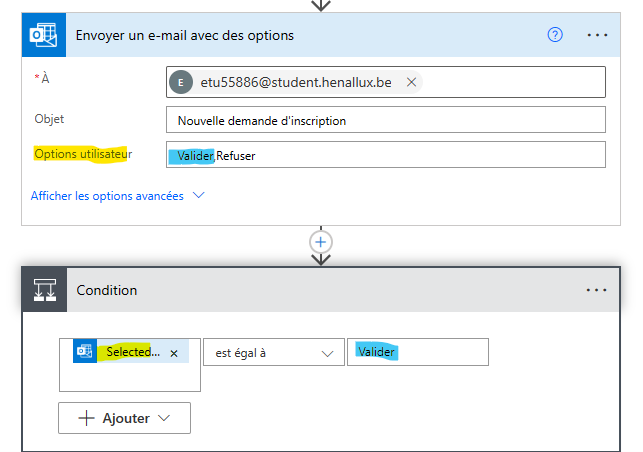 Envoyer un e-mail avec des options
?
* À
E etu55886@student.henallux.be ×
Objet
Nouvelle demande d'inscription
Options utilisateur
Valider,Refuser
Afficher les options avancées
Condition
Selected... ×
est égal à
Valider
Ajouter